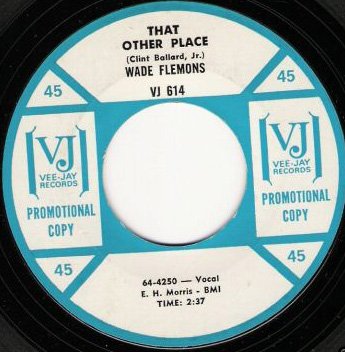 THAT
OTHER PLACE
(Clint Ballard, Jr.)
WADE FLEMONS
VJ 614
45
45
VJ
VEE-JAY
RECORDS
PROMOTIONAL
COPY
VJ
VEE-JAY
RECORDS
PROMOTIONAL
COPY
45
45
64-4250 — Vocal
E. H. Morris - BMI
TIME: 2:37